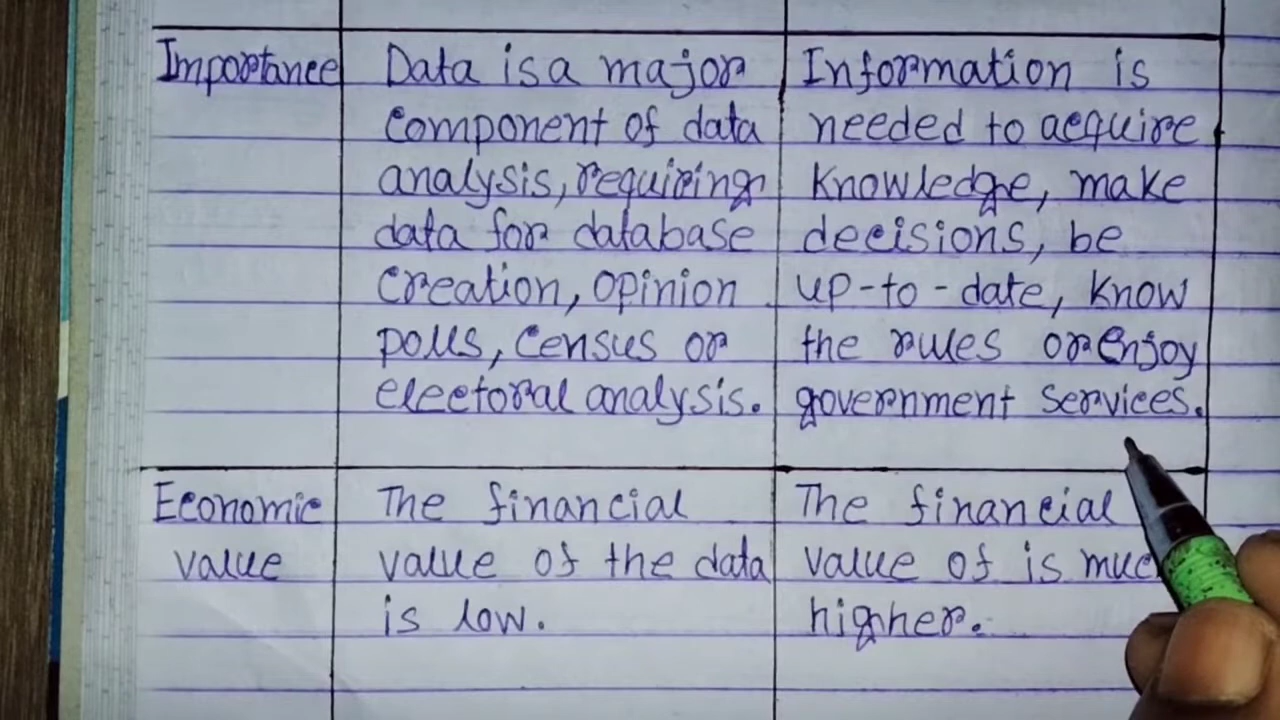 Importance
Data is a major
component of data
analysis, requiring
data for database
creation, opinion
polls, census or
electoral analysis.
Information is
needed to acquire
knowledge, make
decisions, be
up-to-date, know
the rules or enjoy
government services.
Economic
value
The financial
value of the data
is low.
The financial
value of is
higher.